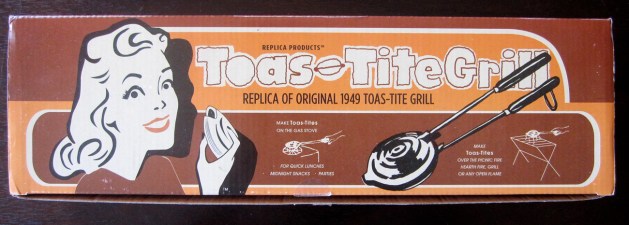 REPLICA PRODUCTS™
Toas-Tite Grill
REPLICA OF ORIGINAL 1949 TOAS-TITE GRILL
MAKE Toas-Tites
ON THE GAS STOVE
FOR QUICK LUNCHES
MIDNIGHT SNACKS · PARTIES
MAKE
Toas-Tites
OVER THE PICNIC FIRE
HEARTH FIRE, GRILL
OR ANY OPEN FLAME
TM